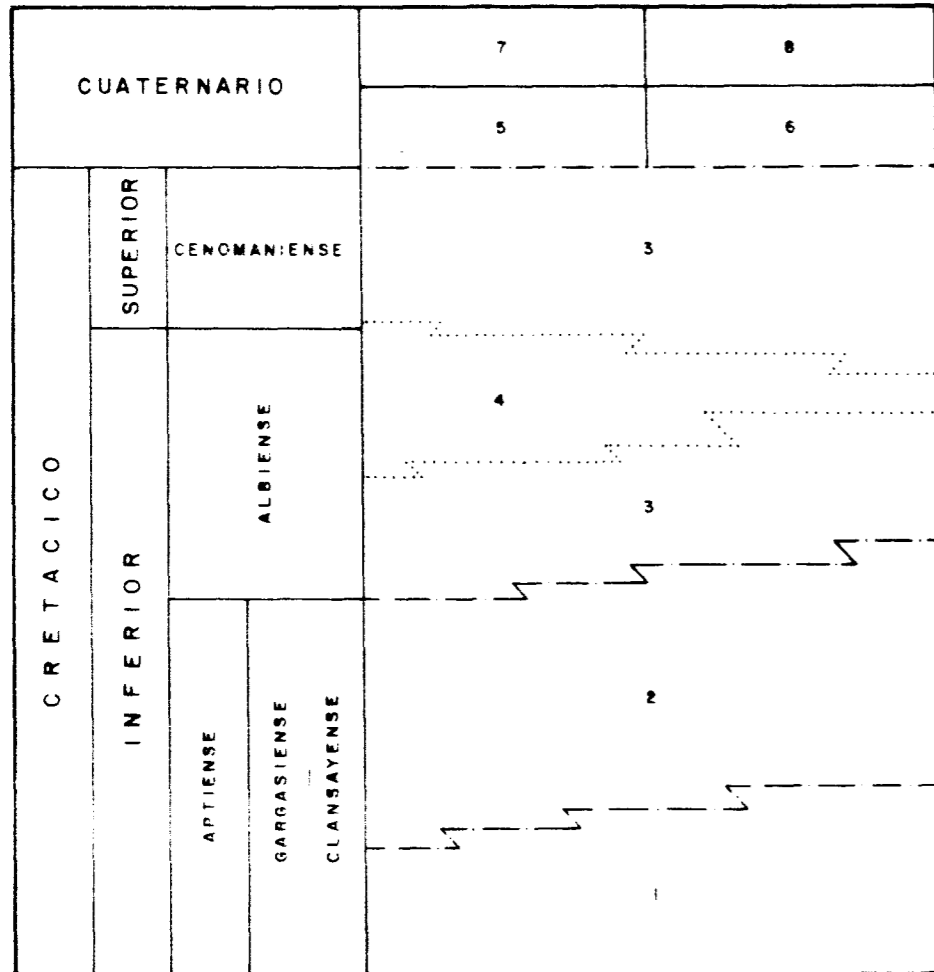 CUATERNARIO
7
8
5
6
CRETACICO
SUPERIOR
CENOMANIENSE
3
INFERIOR
ALBIENSE
4
3
APTIENSE
GARGASIENSE
CLANSAYENSE
2
1